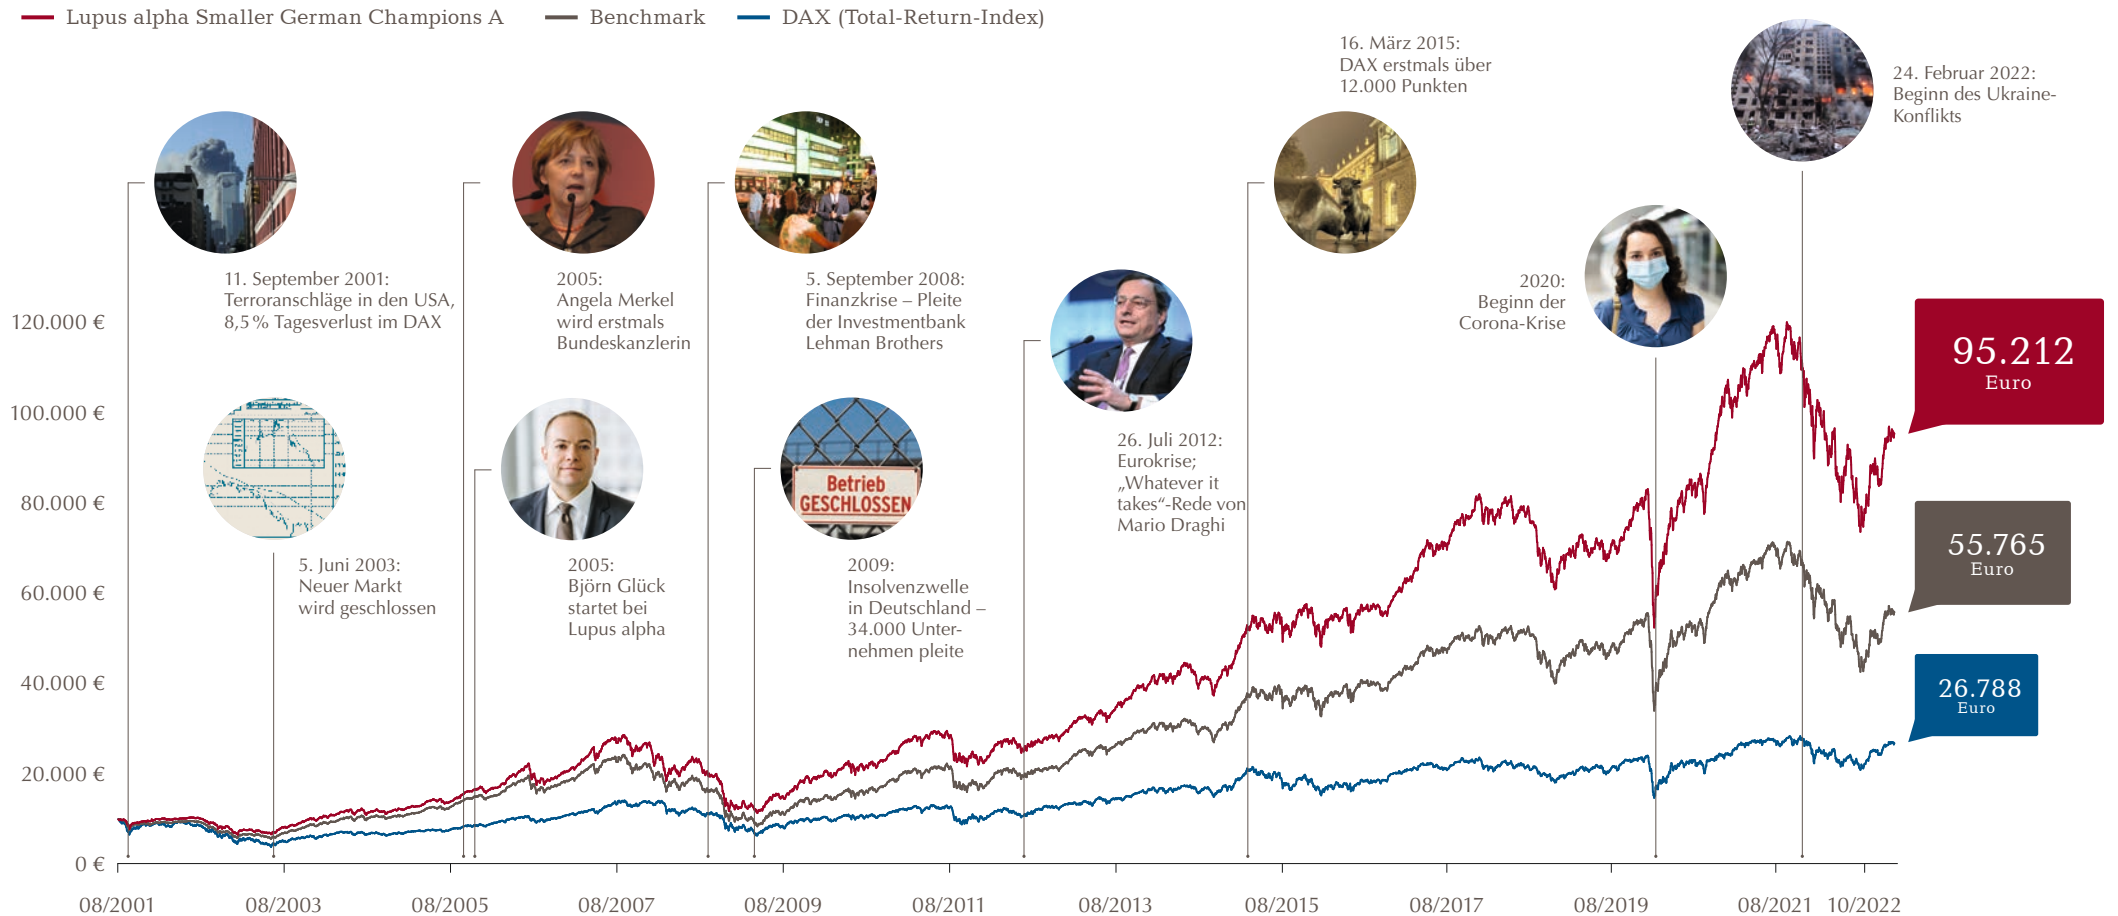 Lupus alpha Smaller German Champions A
Benchmark
DAX (Total-Return-Index)
16. März 2015:
DAX erstmals über
12.000 Punkten
24. Februar 2022:
Beginn des Ukraine-
Konflikts
11. September 2001:
Terroranschläge in den USA,
8,5 % Tagesverlust im DAX
2005:
Angela Merkel
wird erstmals
Bundeskanzlerin
5. September 2008:
Finanzkrise – Pleite
der Investmentbank
Lehman Brothers
2020:
Beginn der
Corona-Krise
26. Juli 2012:
Eurokrise;
„Whatever it
takes“-Rede von
Mario Draghi
5. Juni 2003:
Neuer Markt
wird geschlossen
2005:
Björn Glück
startet bei
Lupus alpha
Betrieb
GESCHLOSSEN
2009:
Insolvenzwelle
in Deutschland –
34.000 Unter-
nehmen pleite
95.212
Euro
55.765
Euro
26.788
Euro
120.000 €
100.000 €
80.000 €
60.000 €
40.000 €
20.000 €
0 €
08/2001
08/2003
08/2005
08/2007
08/2009
08/2011
08/2013
08/2015
08/2017
08/2019
08/2021
10/2022